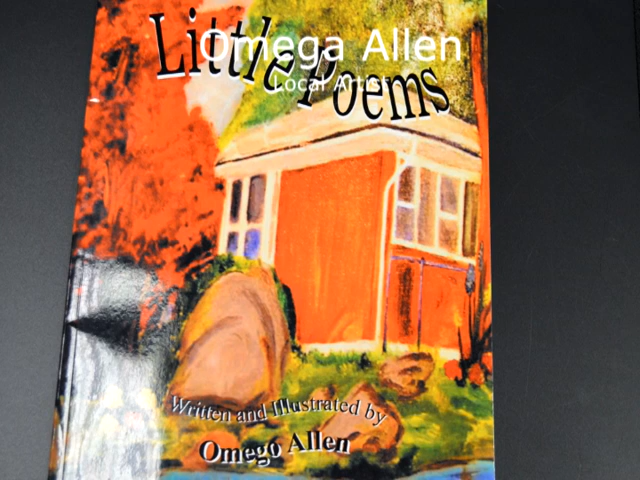 Little Poems
Omega Allen
Local Artist
Written and Illustrated by
Omego Allen